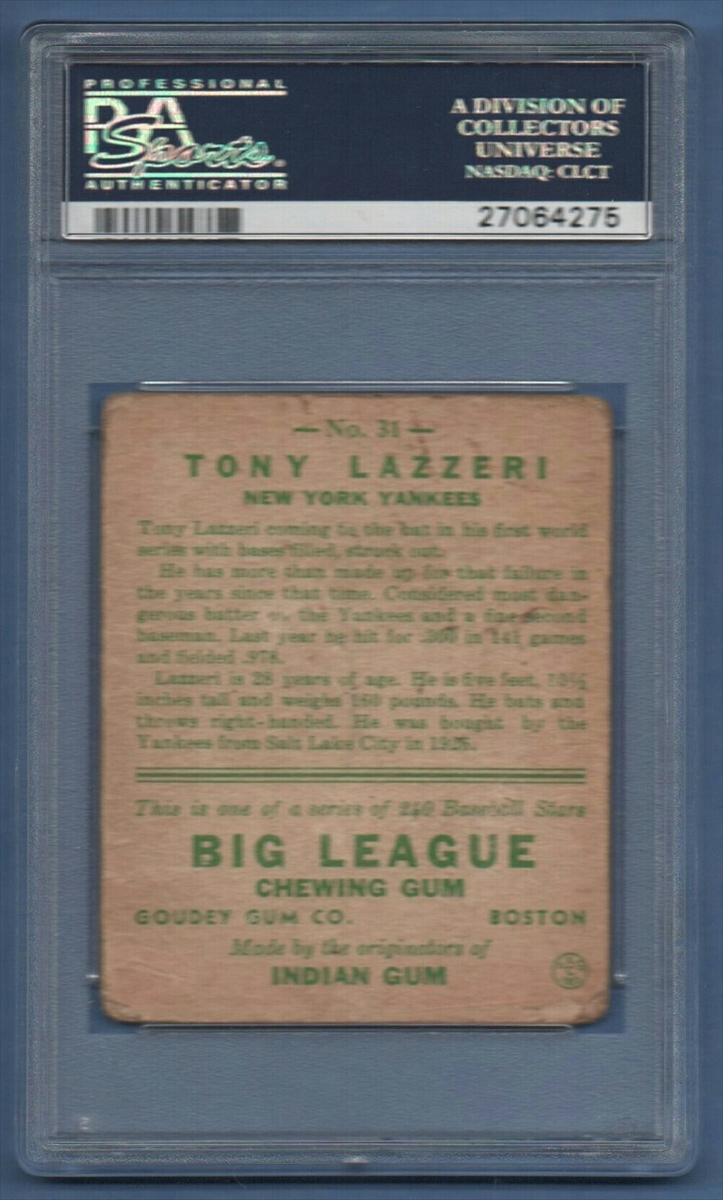 PROFESSIONAL
PSA
Sports.
AUTHENTICATOR
A DIVISION OF
COLLECTORS
UNIVERSE
NASDAQ: CLCT
27064275
— No. 31 —
TONY LAZZERI
NEW YORK YANKEES
Tony Lazzeri coming to the bat in his first world
series with bases filled, struck out.
He has more than made up for that failure in
the years since that time. Considered most dan-
gerous batter on the Yankees and a fine second
baseman. Last year he hit for .300 in 141 games
and fielded .978.
Lazzeri is 28 years of age. He is five feet, 10½
inches tall and weighs 160 pounds. He bats and
throws right-handed. He was bought by the
Yankees from Salt Lake City in
This is one of a series of 240 Baseball Stars
BIG LEAGUE
CHEWING GUM
GOUDEY GUM CO. BOSTON
Made by the originators of
INDIAN GUM